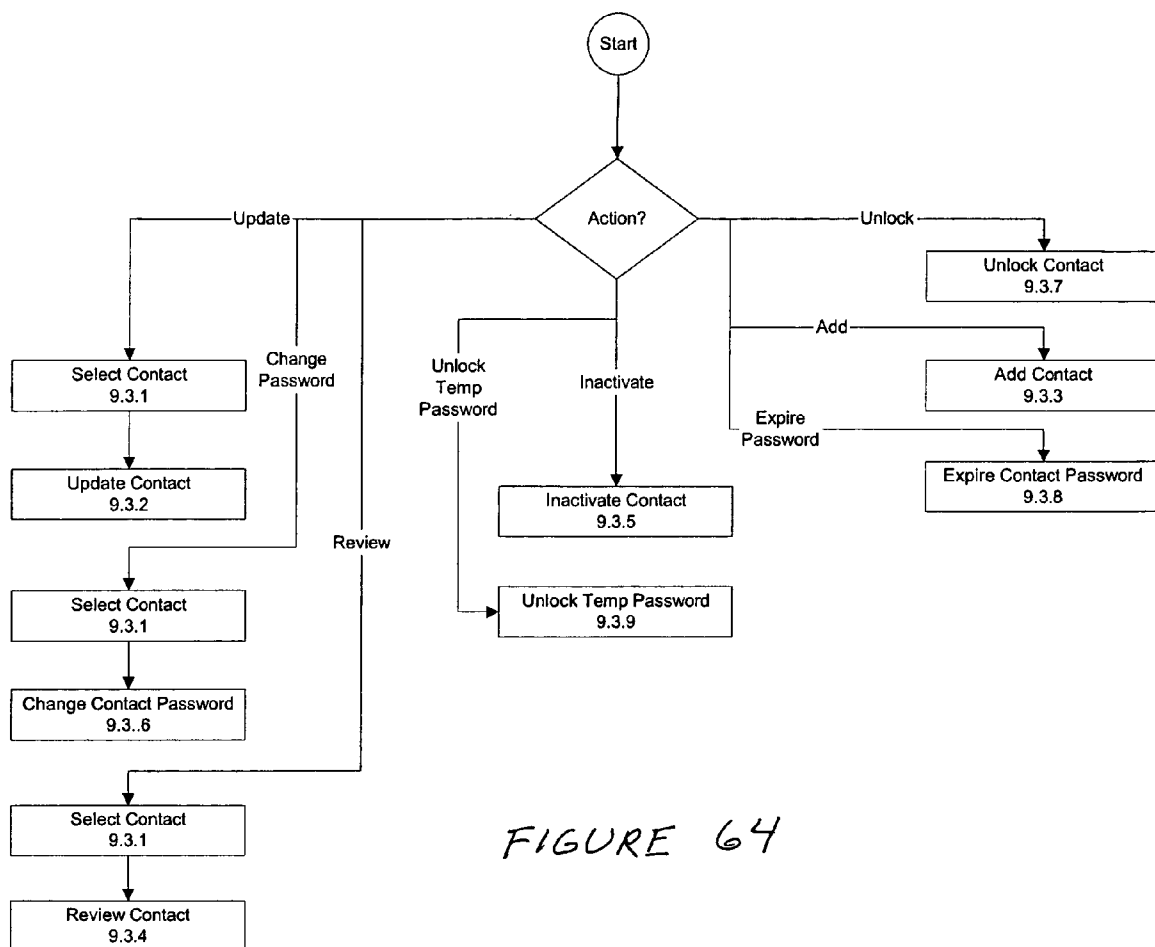 Start
Action?
Update
Unlock
Unlock Contact
9.3.7
Add
Add Contact
9.3.3
Expire
Password
Expire Contact Password
9.3.8
Change
Password
Select Contact
9.3.1
Update Contact
9.3.2
Unlock
Temp
Password
Inactivate
Inactivate Contact
9.3.5
Review
Unlock Temp Password
9.3.9
Select Contact
9.3.1
Change Contact Password
9.3..6
Select Contact
9.3.1
Review Contact
9.3.4
FIGURE 64